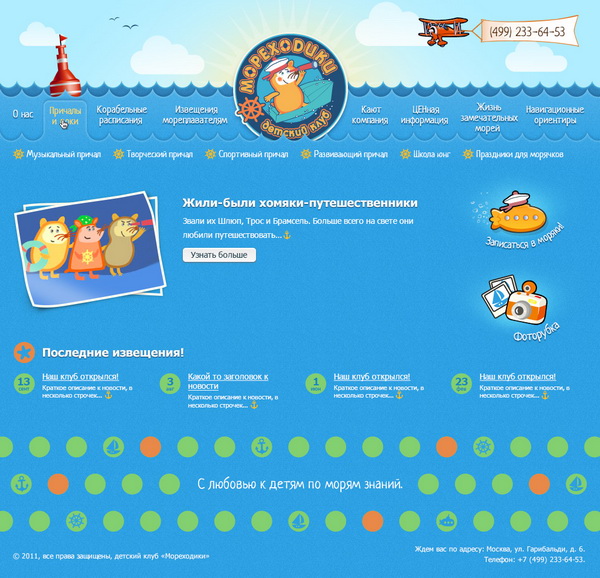 (499) 233-64-53
МОРЕХОДИКИ
детский клуб
О нас
Причалы
и доки
Корабельные
расписания
Извещения
мореплавателям
Кают
компания
ЦЕНная
информация
Жизнь
замечательных
морей
Навигационные
ориентиры
Музыкальный причал
Творческий причал
Спортивный причал
Развивающий причал
Школа юнг
Праздники для морячков
Жили-были хомяки-путешественники
Звали их Шлюп, Трос и Брамсель. Больше всего на свете они
любили путешествовать...
Узнать больше
Записаться в моряки!
Фоторубка
Последние извещения!
13
сент
Наш клуб открылся!
Краткое описание к новости, в
несколько строчек...
3
авг
Какой то заголовок к
новости
Краткое описание к новости, в
несколько строчек...
1
июн
Наш клуб открылся!
Краткое описание к новости, в
несколько строчек...
23
фев
Наш клуб открылся!
Краткое описание к новости, в
несколько строчек...
С любовью к детям по морям знаний.
© 2011, все права защищены, детский клуб «Мореходики»
Ждем вас по адресу: Москва, ул. Гарибальди, д. 6.
Телефон: +7 (499) 233-64-53.